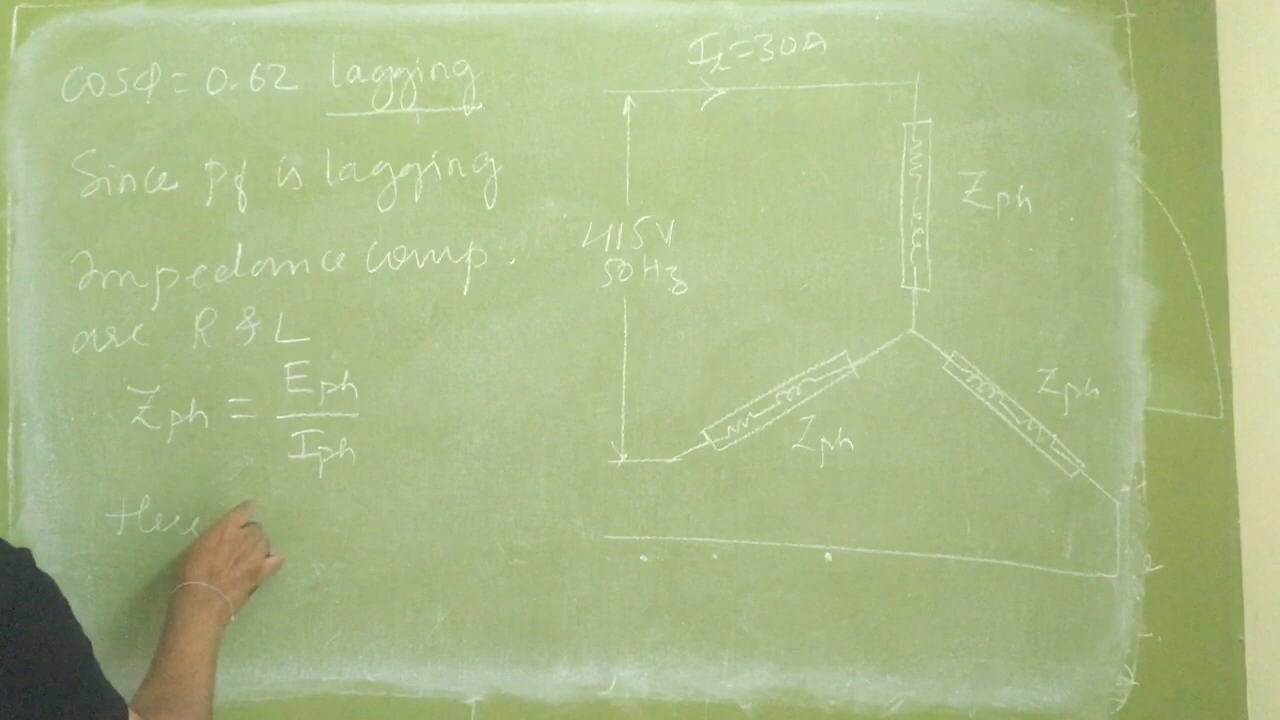 cosφ = 0.62 lagging
Since pf is lagging
Impedance comp.
are R & L
Zph = Eph / Iph
IL = 30A
415V
50Hz
Zph
Zph
Zph